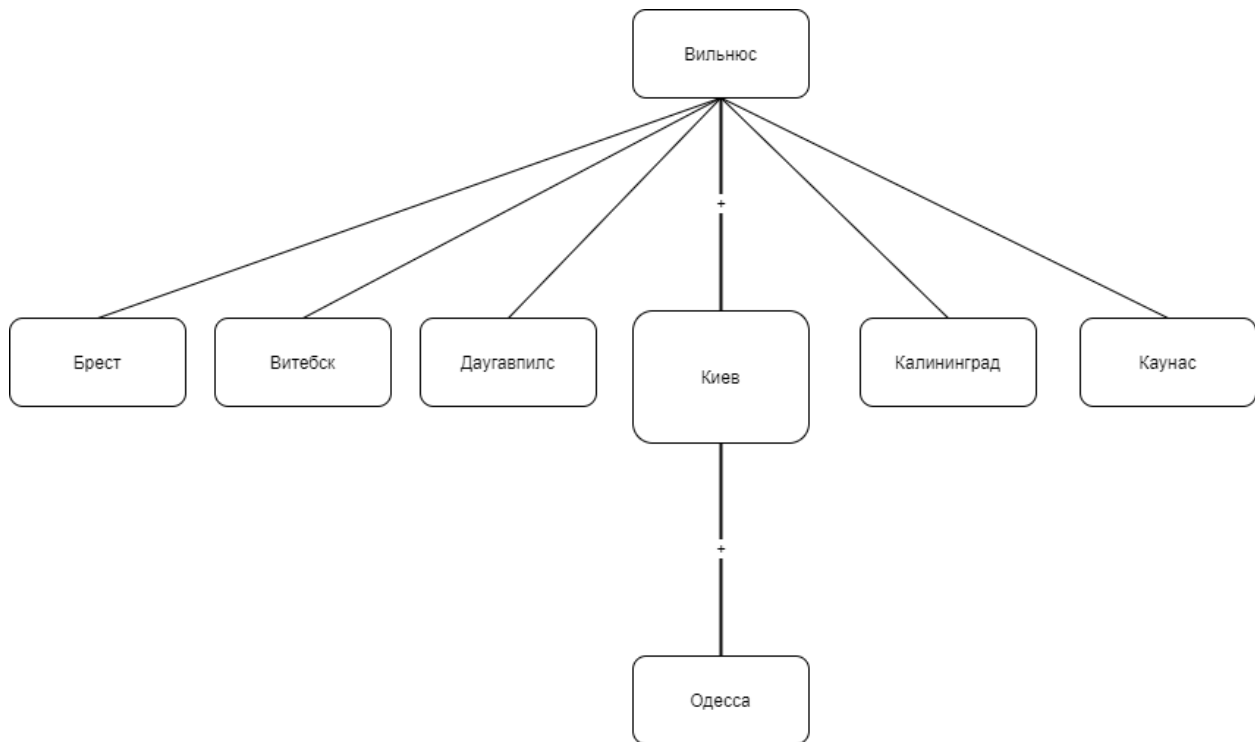 Вильнюс
+
Брест
Витебск
Даугавпилс
Киев
Калининград
Каунас
+
Одесса